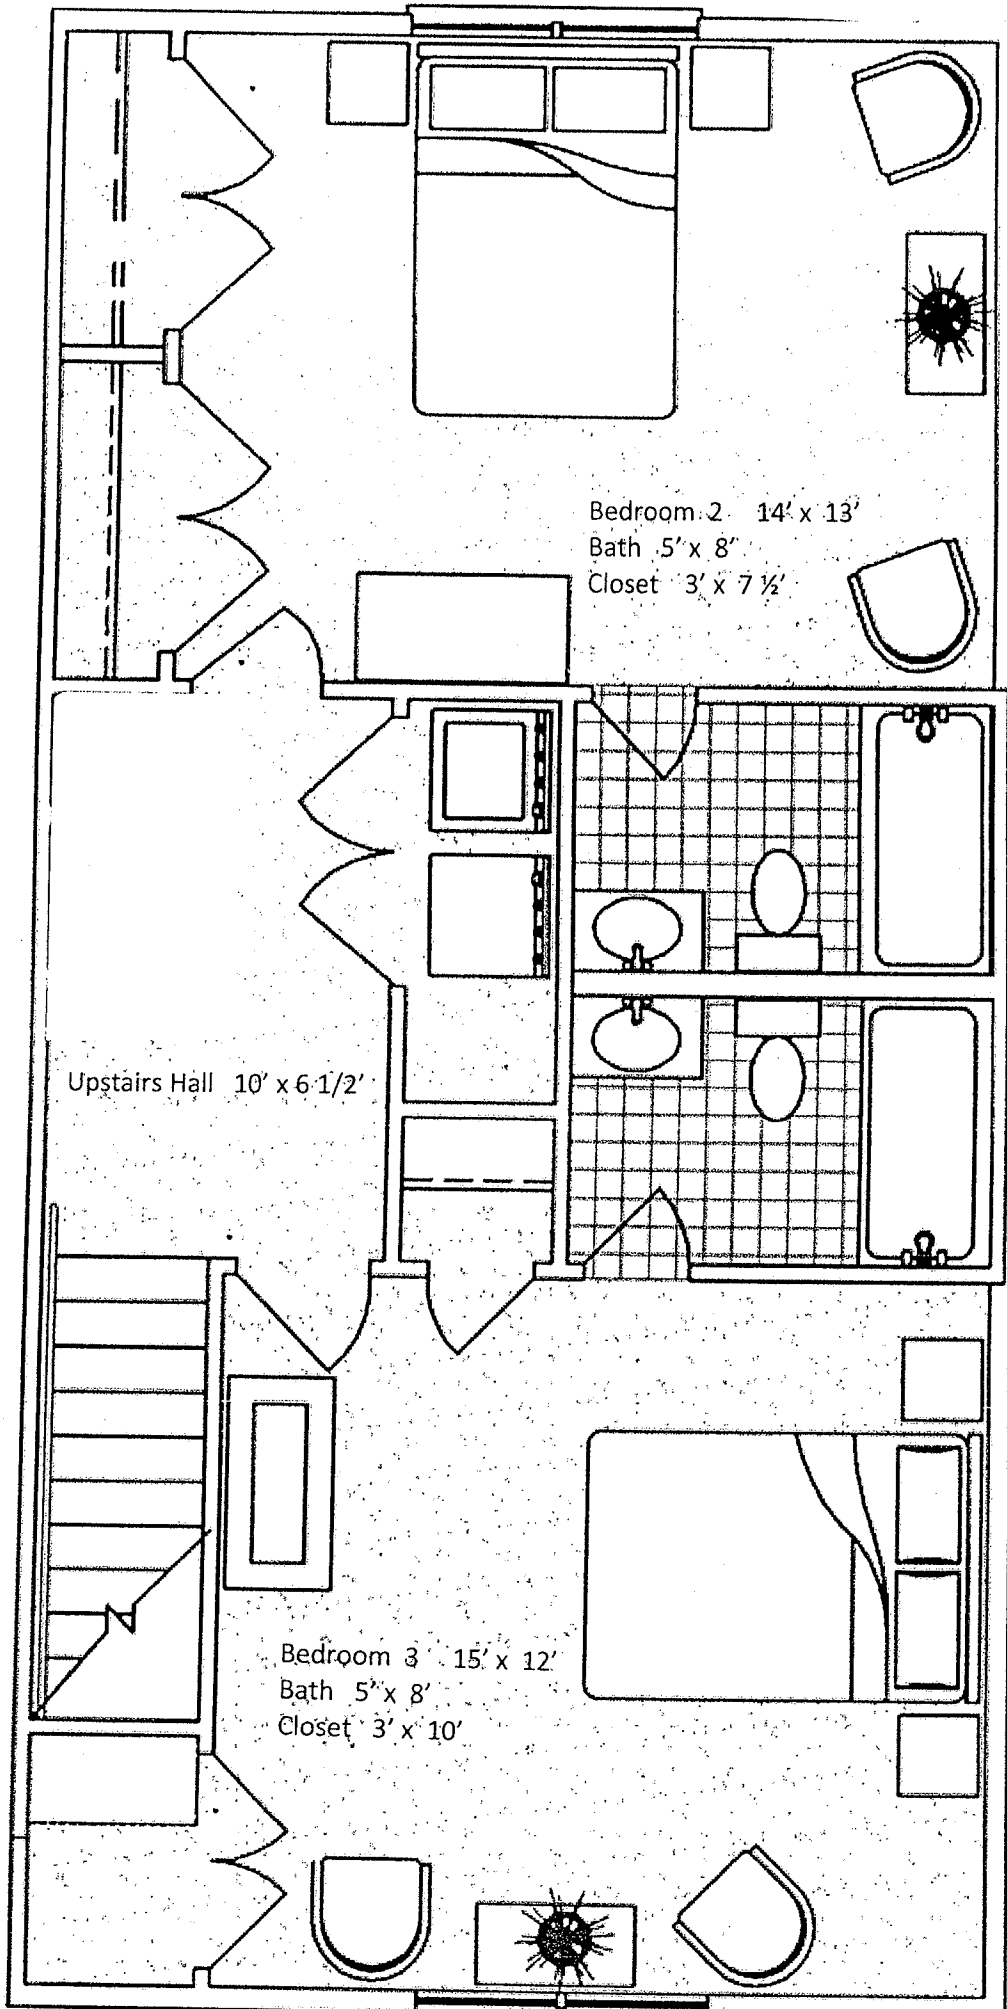 Bedroom 2 14' x 13'
Bath 5' x 8'
Closet 3' x 7 ½'
Upstairs Hall 10' x 6 1/2'
Bedroom 3 15' x 12'
Bath 5' x 8'
Closet 3' x 10'